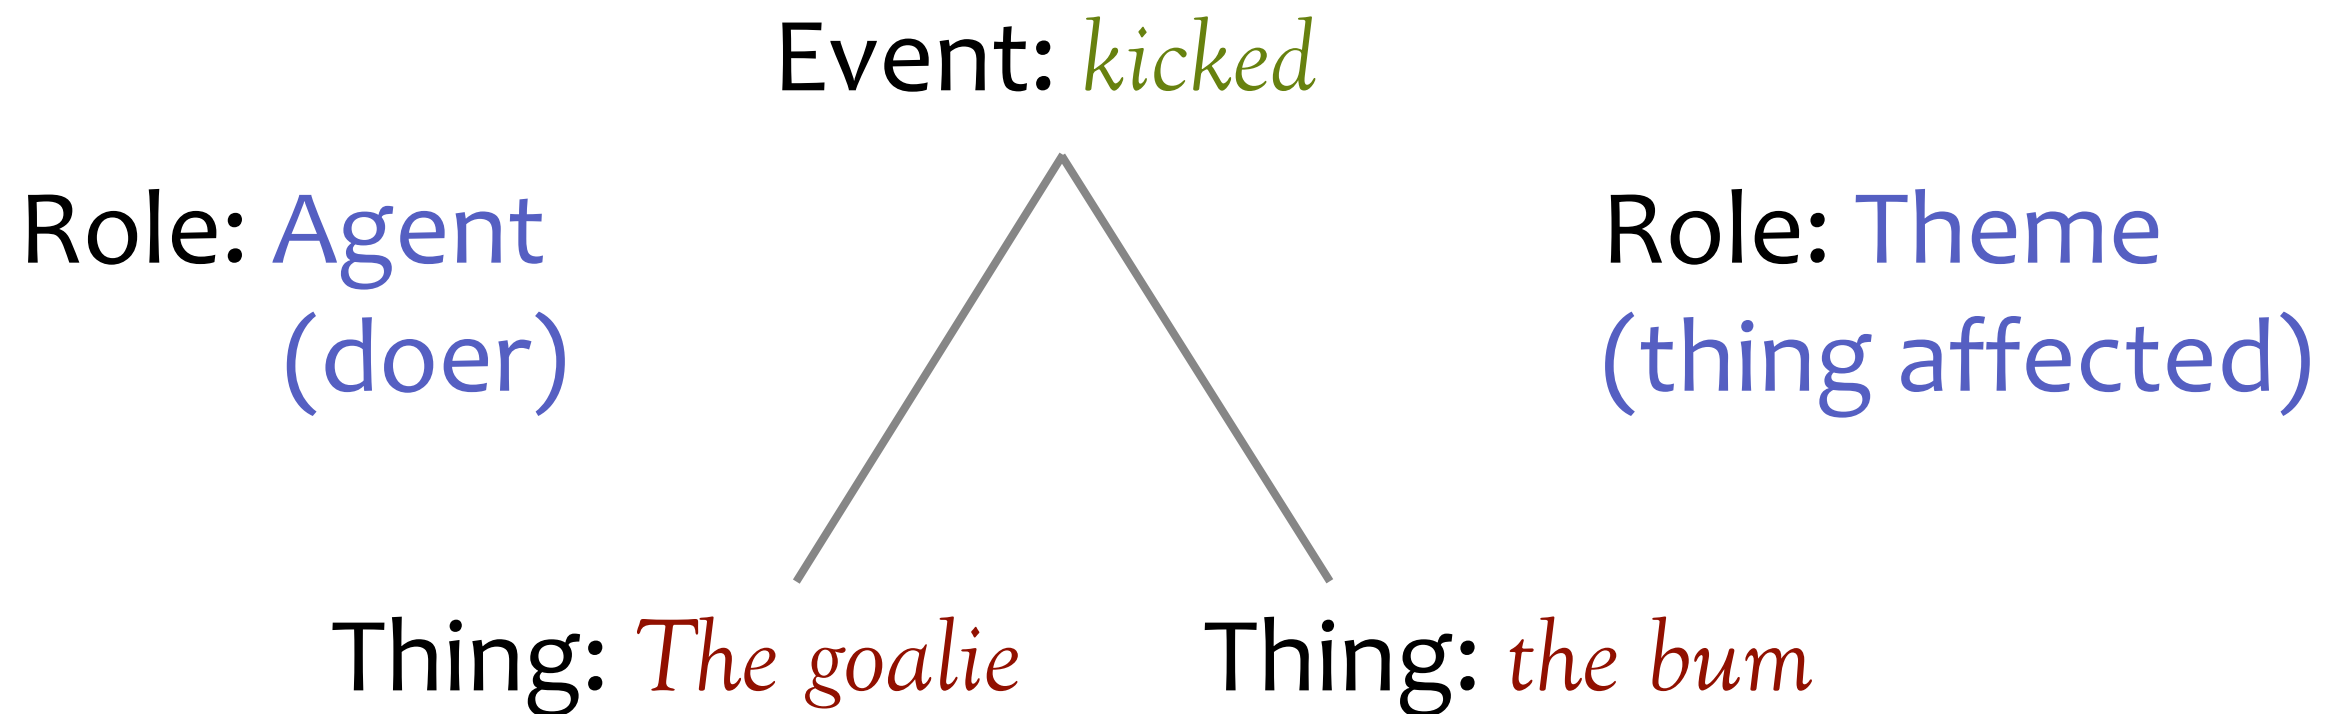 Event: kicked
Role: Agent
(doer)
Role: Theme
(thing affected)
Thing: The goalie
Thing: the bum